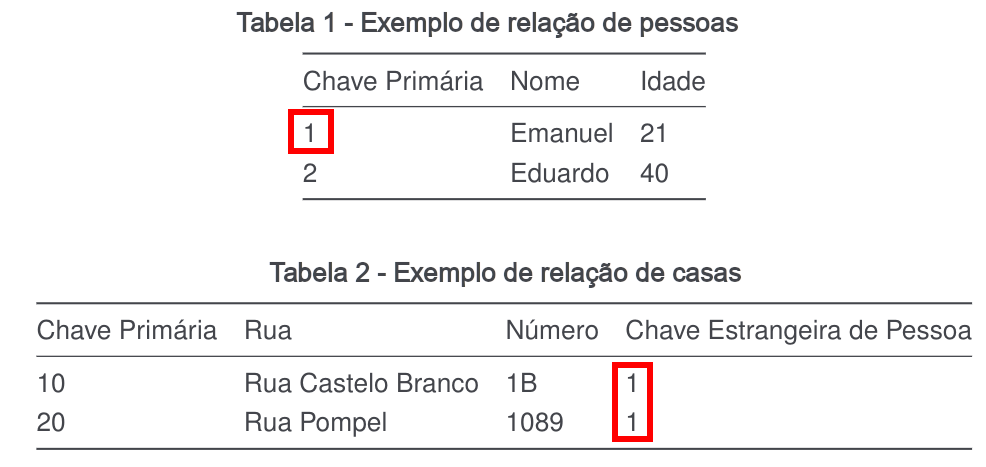 Tabela 1 - Exemplo de relação de pessoas
Chave Primária Nome Idade
1 Emanuel 21
2 Eduardo 40
Tabela 2 - Exemplo de relação de casas
Chave Primária Rua Número Chave Estrangeira de Pessoa
10 Rua Castelo Branco 1B 1
20 Rua Pompel 1089 1